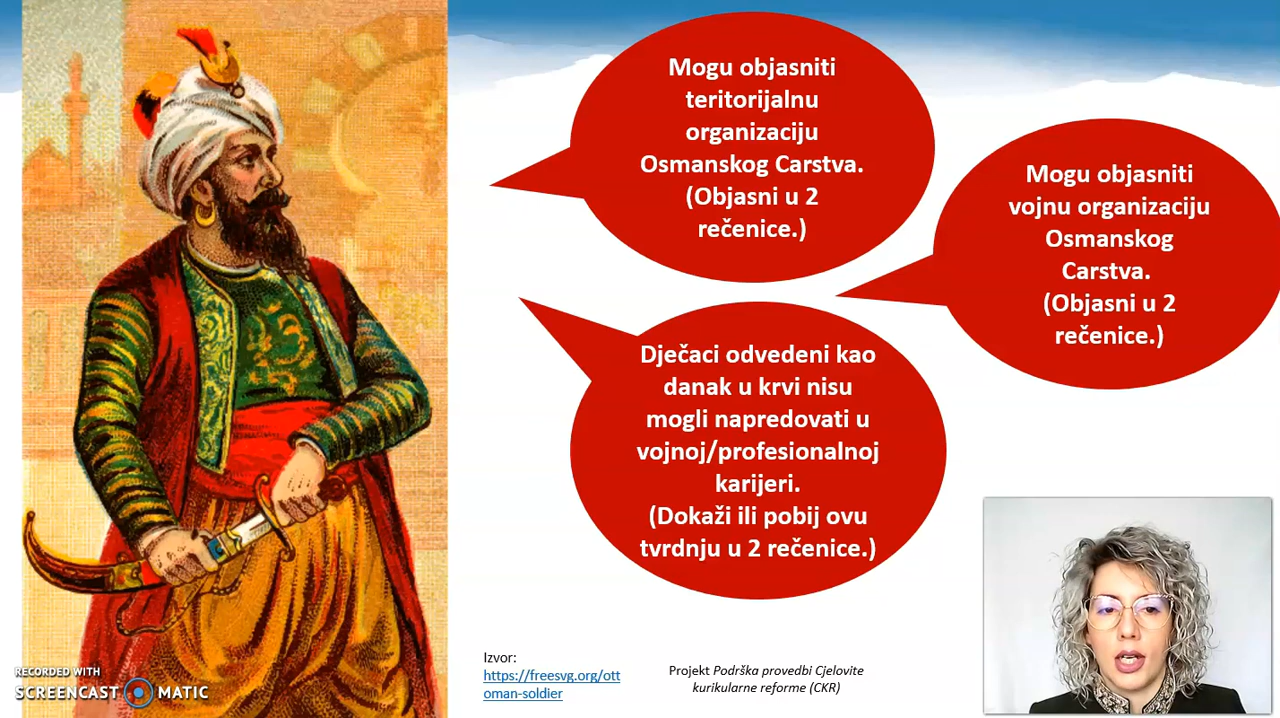 Mogu objasniti
teritorijalnu
organizaciju
Osmanskog Carstva.
(Objasni u 2
rečenice.)
Mogu objasniti
vojnu organizaciju
Osmanskog
Carstva.
(Objasni u 2
rečenice.)
Dječaci odvedeni kao
danak u krvi nisu
mogli napredovati u
vojnoj/profesionalnoj
karijeri.
(Dokaži ili pobij ovu
tvrdnju u 2 rečenice.)
Izvor:
https://freesvg.org/ott
oman-soldier
Projekt Podrška provedbi Cjelovite
kurikularne reforme (CKR)
RECORDED WITH
SCREENCAST MATIC